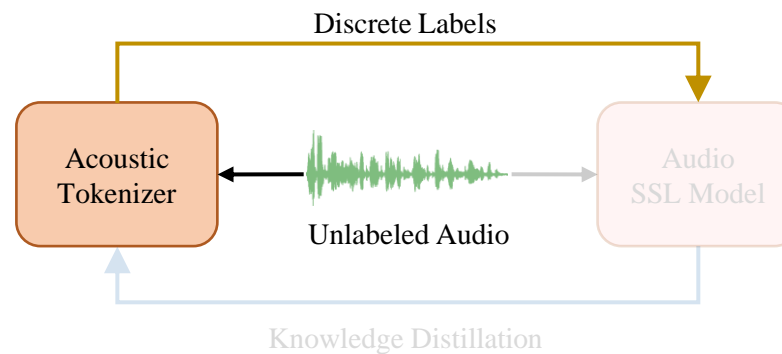 Discrete Labels
Acoustic
Tokenizer
Unlabeled Audio
Audio
SSL Model
Knowledge Distillation